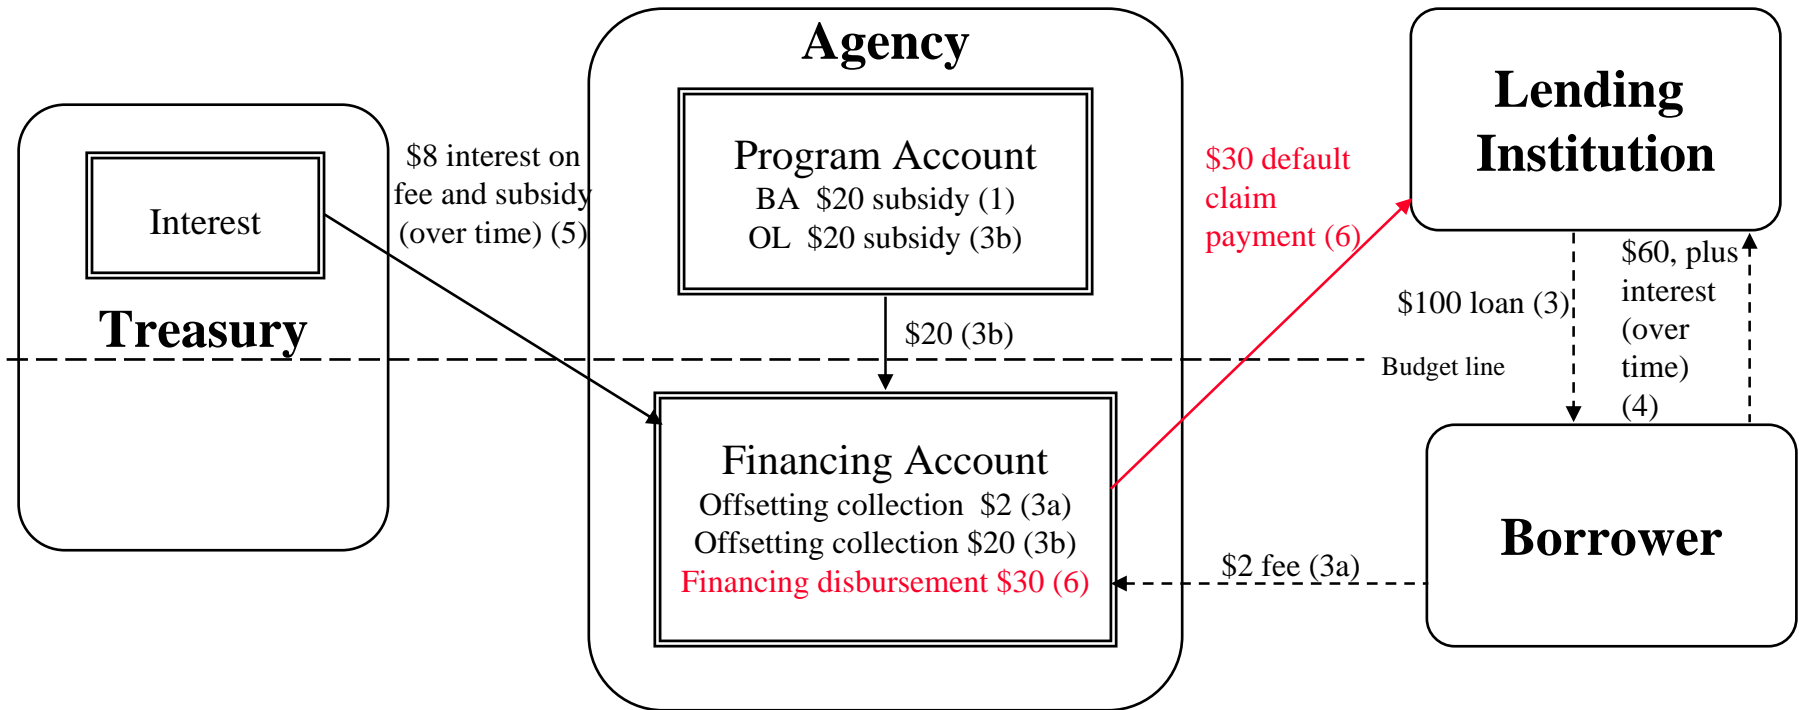 Agency
Program Account
BA $20 subsidy (1)
OL $20 subsidy (3b)
$20 (3b)
Financing Account
Offsetting collection $2 (3a)
Offsetting collection $20 (3b)
Financing disbursement $30 (6)
Interest
Treasury
$8 interest on
fee and subsidy
(over time) (5)
$30 default
claim
payment (6)
Lending
Institution
$100 loan (3)
$60, plus
interest
(over
time)
(4)
Budget line
$2 fee (3a)
Borrower